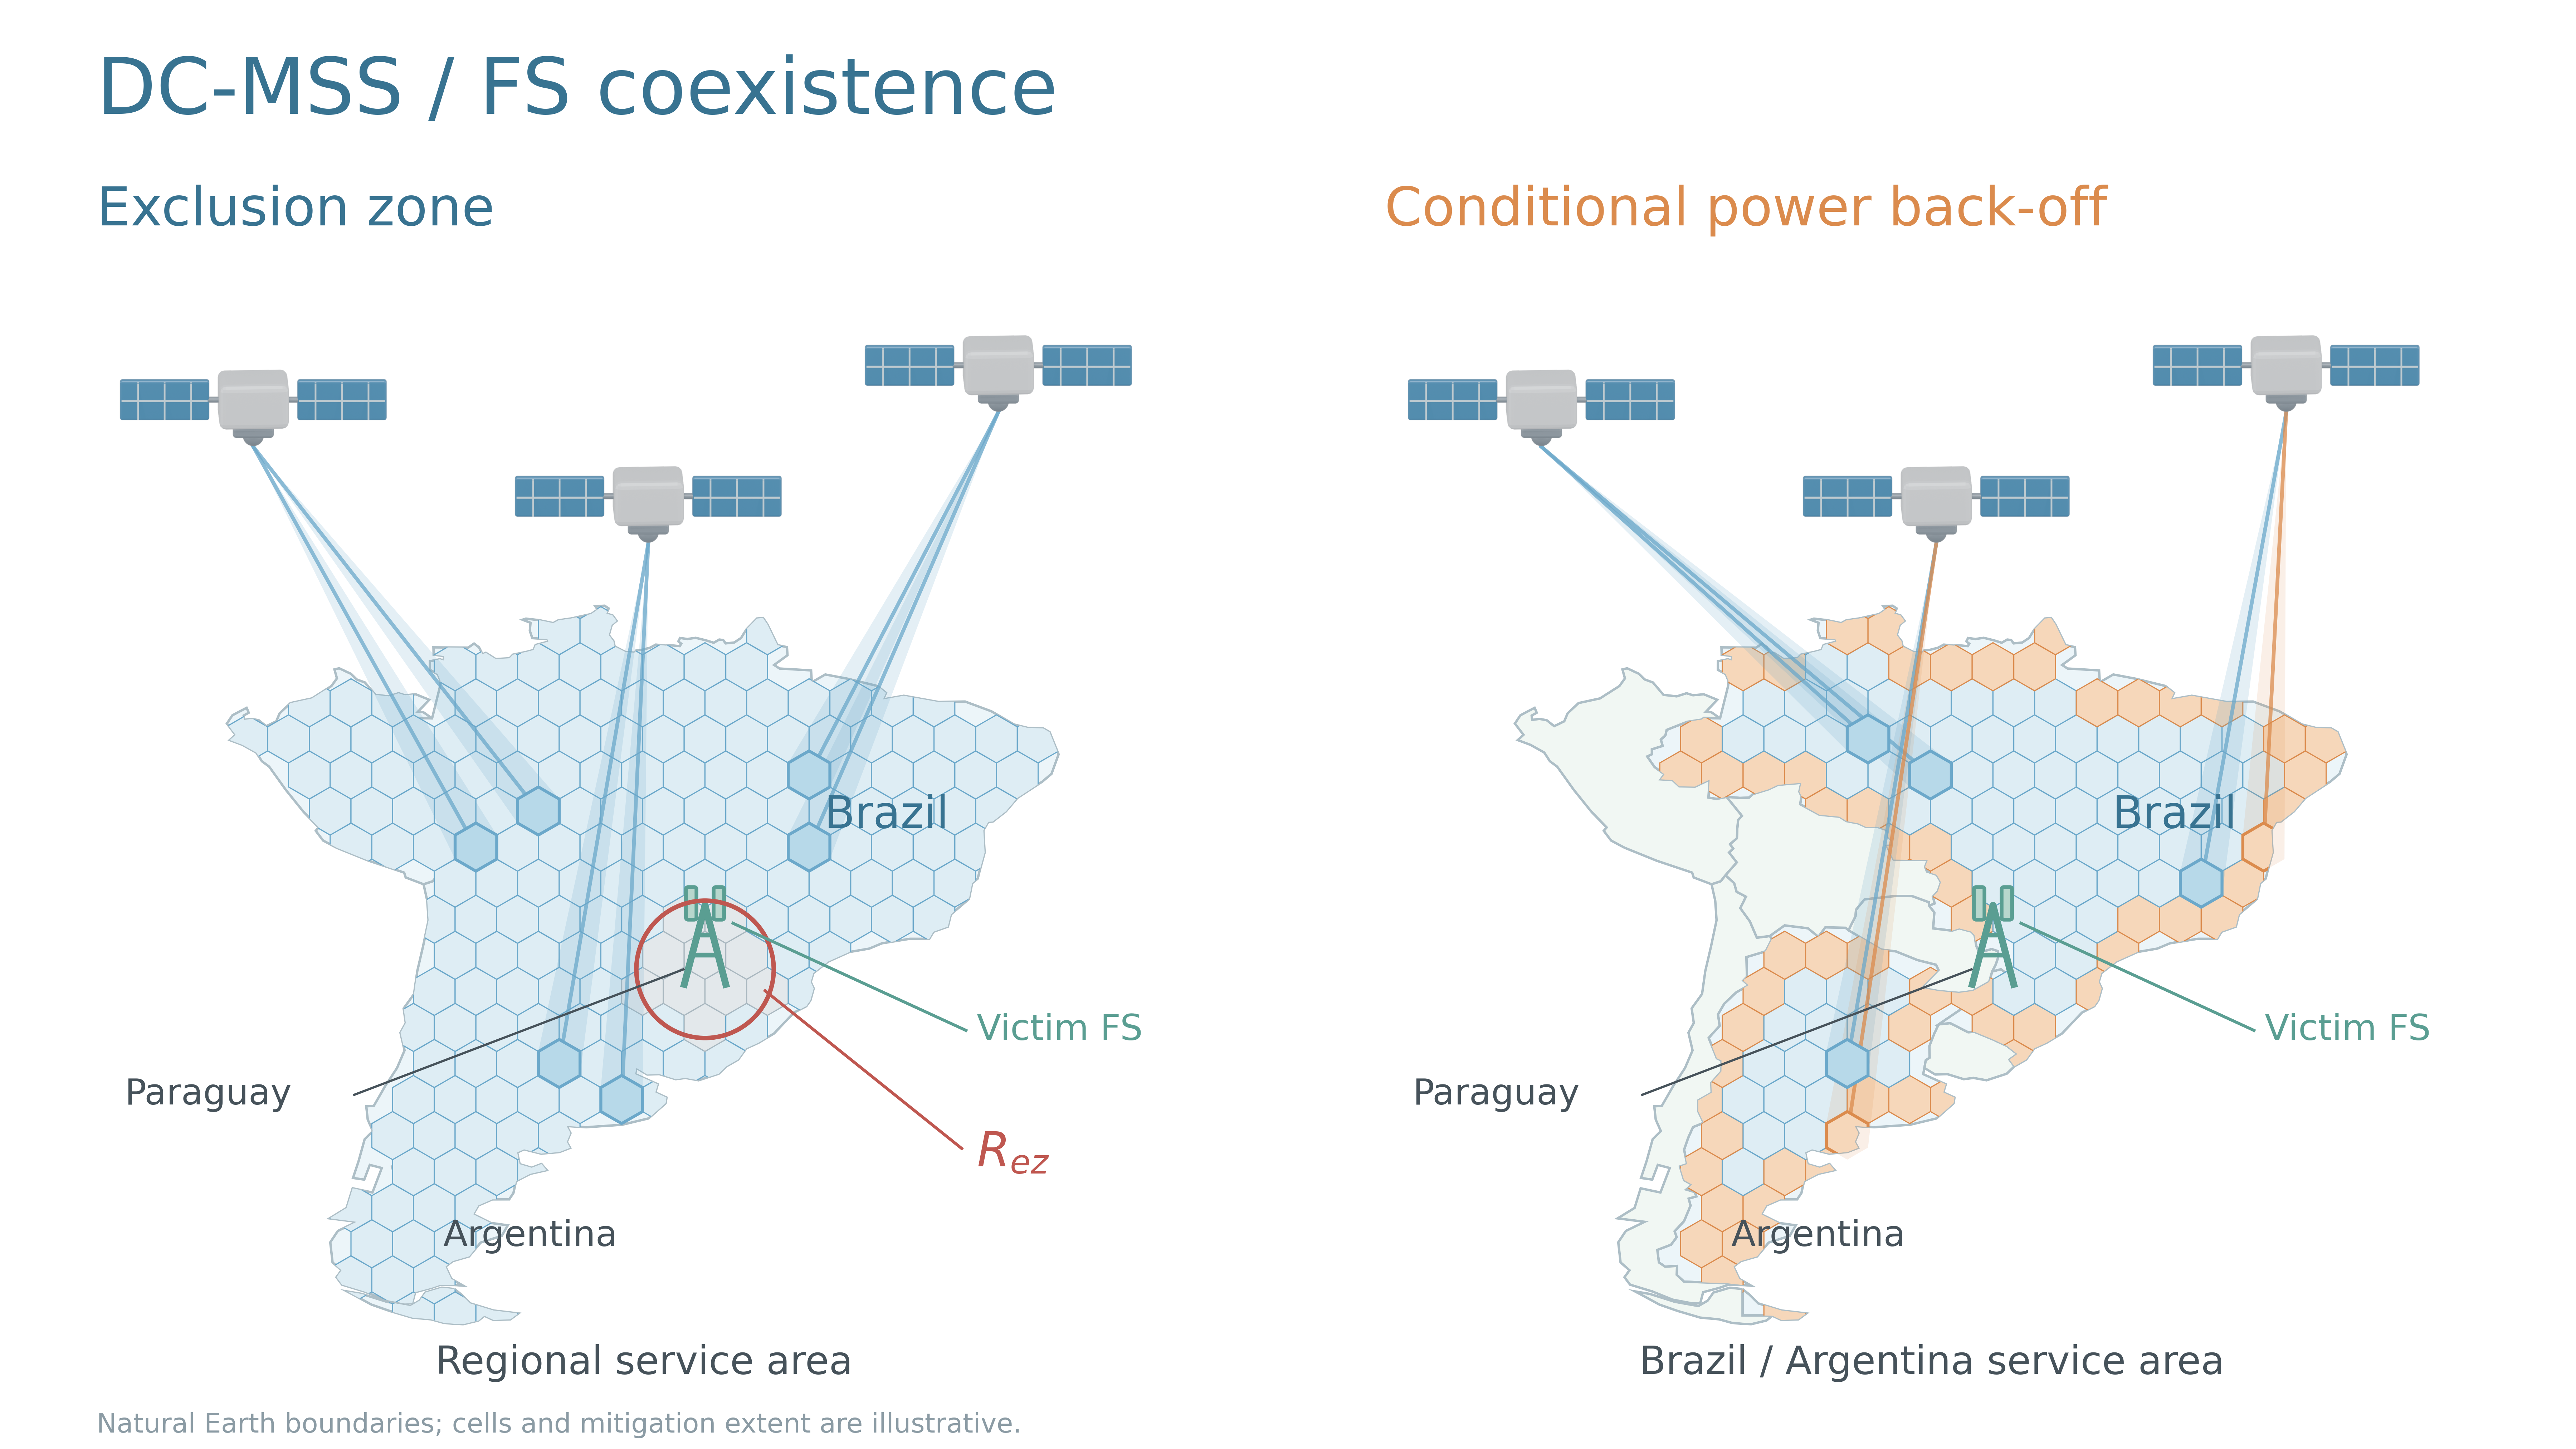 DC-MSS / FS coexistence
Exclusion zone
Conditional power back-off
Brazil
Victim FS
Paraguay
Rez
Argentina
Regional service area
Brazil
Victim FS
Paraguay
Argentina
Brazil / Argentina service area
Natural Earth boundaries; cells and mitigation extent are illustrative.